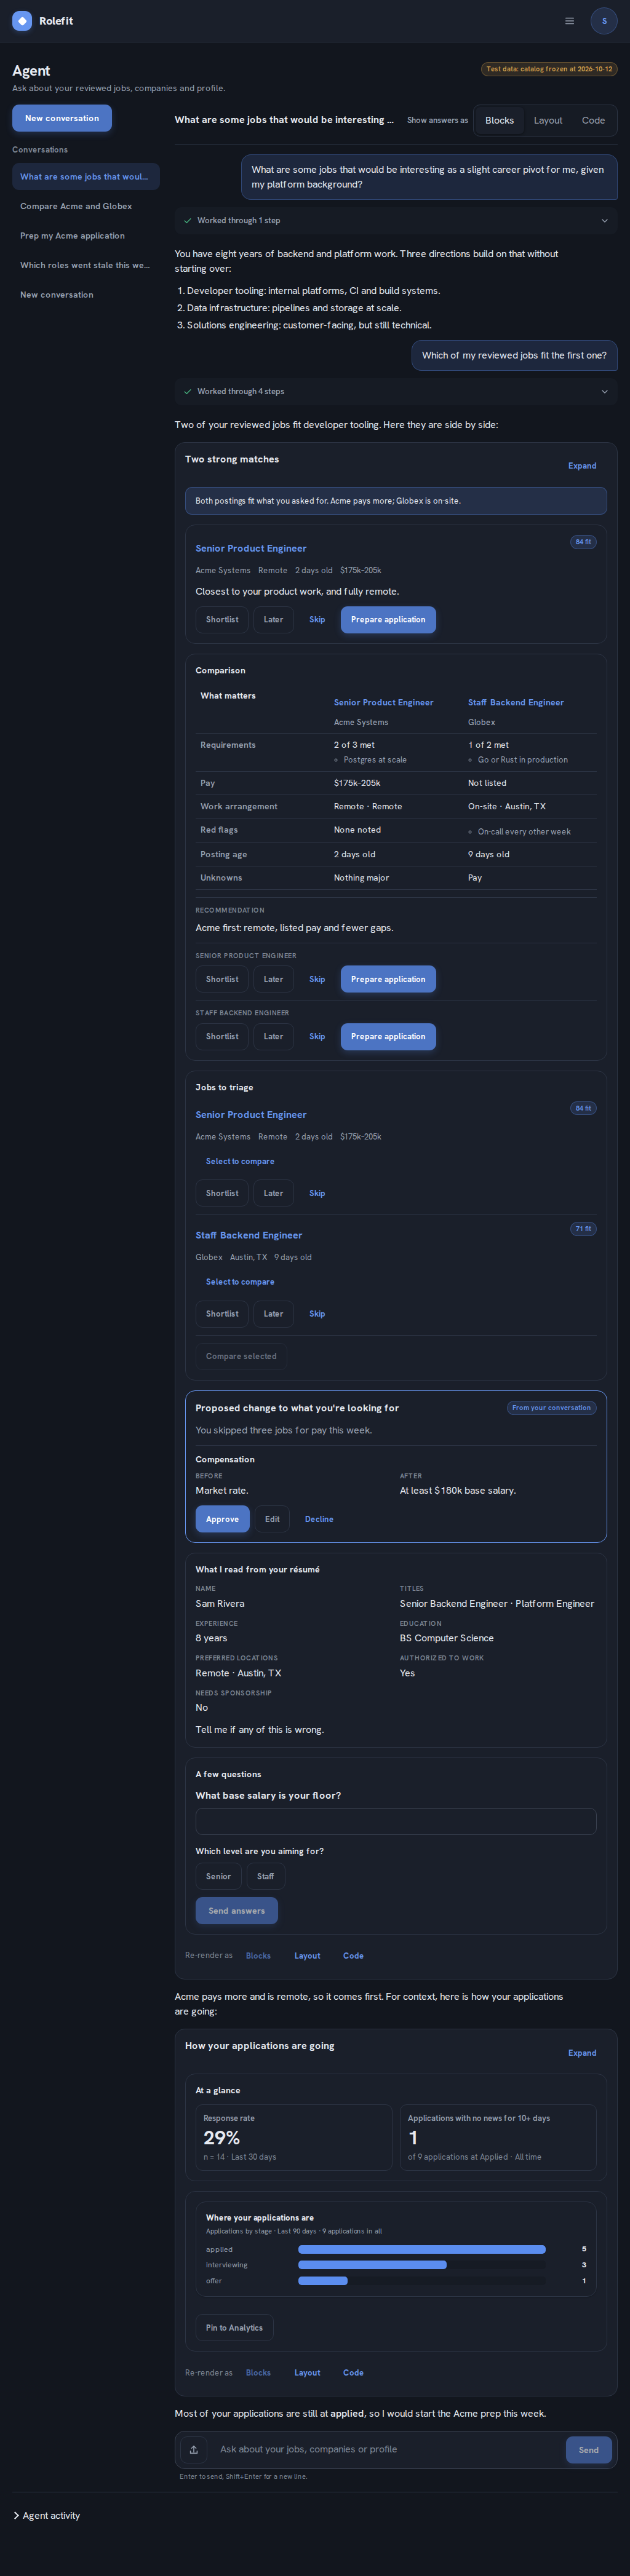 Rolefit
S
Agent
Ask about your reviewed jobs, companies and profile.
Test data: catalog frozen at 2026-10-12
New conversation
Conversations
What are some jobs that woul...
Compare Acme and Globex
Prep my Acme application
Which roles went stale this we...
New conversation
What are some jobs that would be interesting ...
Show answers as
Blocks
Layout
Code
What are some jobs that would be interesting as a slight career pivot for me, given
my platform background?
Worked through 1 step
You have eight years of backend and platform work. Three directions build on that without
starting over:
1. Developer tooling: internal platforms, CI and build systems.
2. Data infrastructure: pipelines and storage at scale.
3. Solutions engineering: customer-facing, but still technical.
Which of my reviewed jobs fit the first one?
Worked through 4 steps
Two of your reviewed jobs fit developer tooling. Here they are side by side:
Two strong matches
Expand
Both postings fit what you asked for. Acme pays more; Globex is on-site.
Senior Product Engineer
84 fit
Acme Systems Remote 2 days old $175k–205k
Closest to your product work, and fully remote.
Shortlist Later Skip Prepare application
Comparison
What matters
Senior Product Engineer
Acme Systems
Staff Backend Engineer
Globex
Requirements
2 of 3 met
Postgres at scale
1 of 2 met
Go or Rust in production
Pay $175k–205k Not listed
Work arrangement Remote · Remote On-site · Austin, TX
Red flags None noted On-call every other week
Posting age 2 days old 9 days old
Unknowns Nothing major Pay
RECOMMENDATION
Acme first: remote, listed pay and fewer gaps.
SENIOR PRODUCT ENGINEER
Shortlist Later Skip Prepare application
STAFF BACKEND ENGINEER
Shortlist Later Skip Prepare application
Jobs to triage
Senior Product Engineer
84 fit
Acme Systems Remote 2 days old $175k–205k
Select to compare
Shortlist Later Skip
Staff Backend Engineer
71 fit
Globex Austin, TX 9 days old
Select to compare
Shortlist Later Skip
Compare selected
Proposed change to what you're looking for
From your conversation
You skipped three jobs for pay this week.
Compensation
BEFORE
Market rate.
AFTER
At least $180k base salary.
Approve Edit Decline
What I read from your résumé
NAME
Sam Rivera
TITLES
Senior Backend Engineer · Platform Engineer
EXPERIENCE
8 years
EDUCATION
BS Computer Science
PREFERRED LOCATIONS
Remote · Austin, TX
AUTHORIZED TO WORK
Yes
NEEDS SPONSORSHIP
No
Tell me if any of this is wrong.
A few questions
What base salary is your floor?
Which level are you aiming for?
Senior Staff
Send answers
Re-render as Blocks Layout Code
Acme pays more and is remote, so it comes first. For context, here is how your applications
are going:
How your applications are going
Expand
At a glance
Response rate
29%
n = 14 · Last 30 days
Applications with no news for 10+ days
1
of 9 applications at Applied · All time
Where your applications are
Applications by stage · Last 90 days · 9 applications in all
applied 5
interviewing 3
offer 1
Pin to Analytics
Re-render as Blocks Layout Code
Most of your applications are still at applied, so I would start the Acme prep this week.
Ask about your jobs, companies or profile
Send
Enter to send, Shift+Enter for a new line.
Agent activity